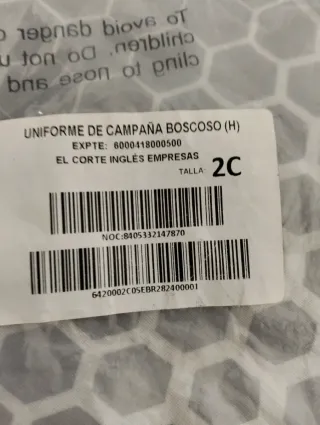 To avoid danger
children. Do not u
cling to nose and
UNIFORME DE CAMPAÑA BOSCOSO (H)
EXPTE: 6000418000500
EL CORTE INGLÉS EMPRESAS
TALLA: 2C
NOC:8405332147870
6420002C05EBR282400001